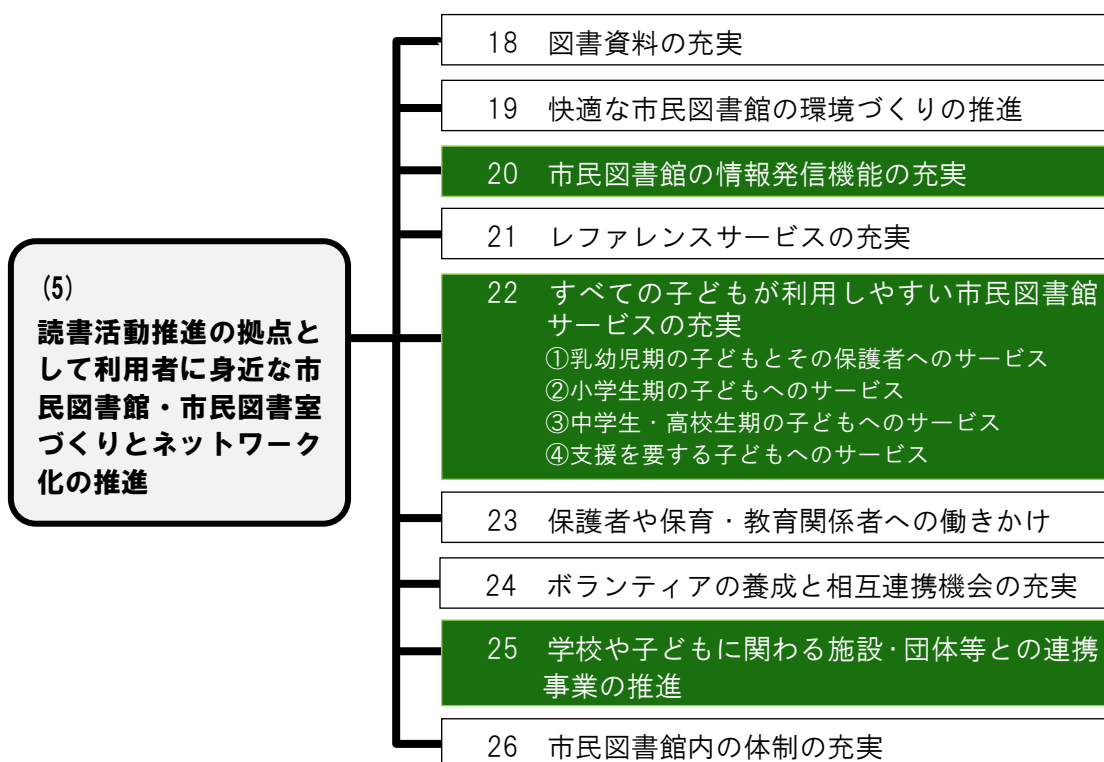 (5)
読書活動推進の拠点と
して利用者に身近な市
民図書館・市民図書室
づくりとネットワーク
化の推進
18 図書資料の充実
19 快適な市民図書館の環境づくりの推進
20 市民図書館の情報発信機能の充実
21 レファレンスサービスの充実
22 すべての子どもが利用しやすい市民図書館
サービスの充実
①乳幼児期の子どもとその保護者へのサービス
②小学生期の子どもへのサービス
③中学生・高校生期の子どもへのサービス
④支援を要する子どもへのサービス
23 保護者や保育・教育関係者への働きかけ
24 ボランティアの養成と相互連携機会の充実
25 学校や子どもに関わる施設・団体等との連携
事業の推進
26 市民図書館内の体制の充実